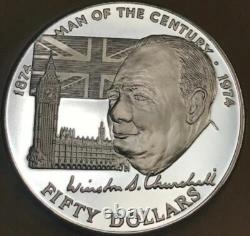 MAN OF THE CENTURY
1874 · 1974
Winston S. Churchill
FIFTY DOLLARS